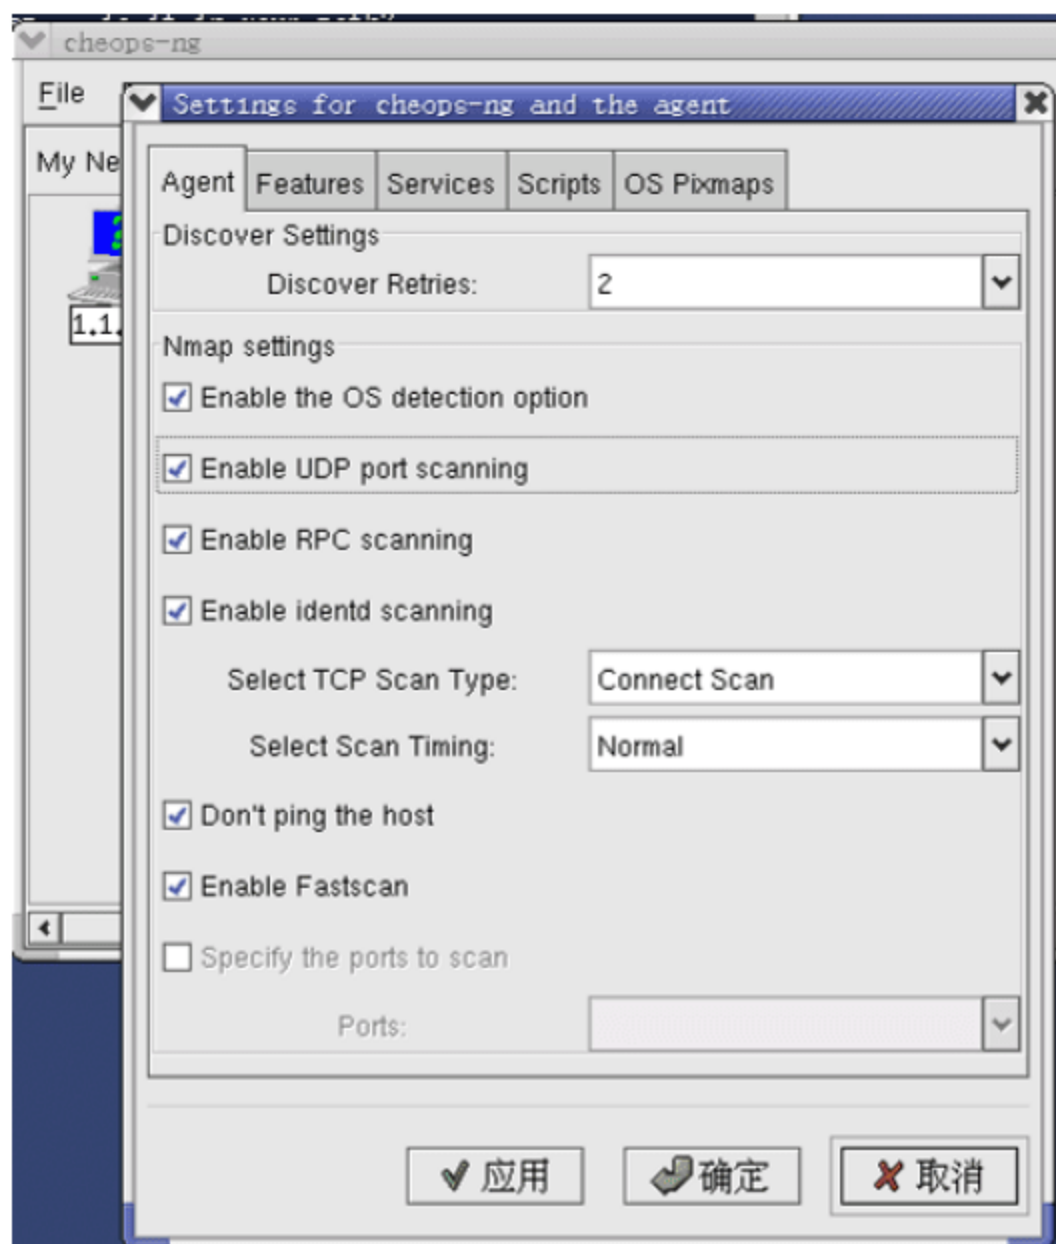 cheops-ng
File
Settings for cheops-ng and the agent
My Ne
Agent Features Services Scripts OS Pixmaps
Discover Settings
Discover Retries: 2
1.1.
Nmap settings
Enable the OS detection option
Enable UDP port scanning
Enable RPC scanning
Enable identd scanning
Select TCP Scan Type: Connect Scan
Select Scan Timing: Normal
Don't ping the host
Enable Fastscan
Specify the ports to scan
Ports:
应用 确定 取消